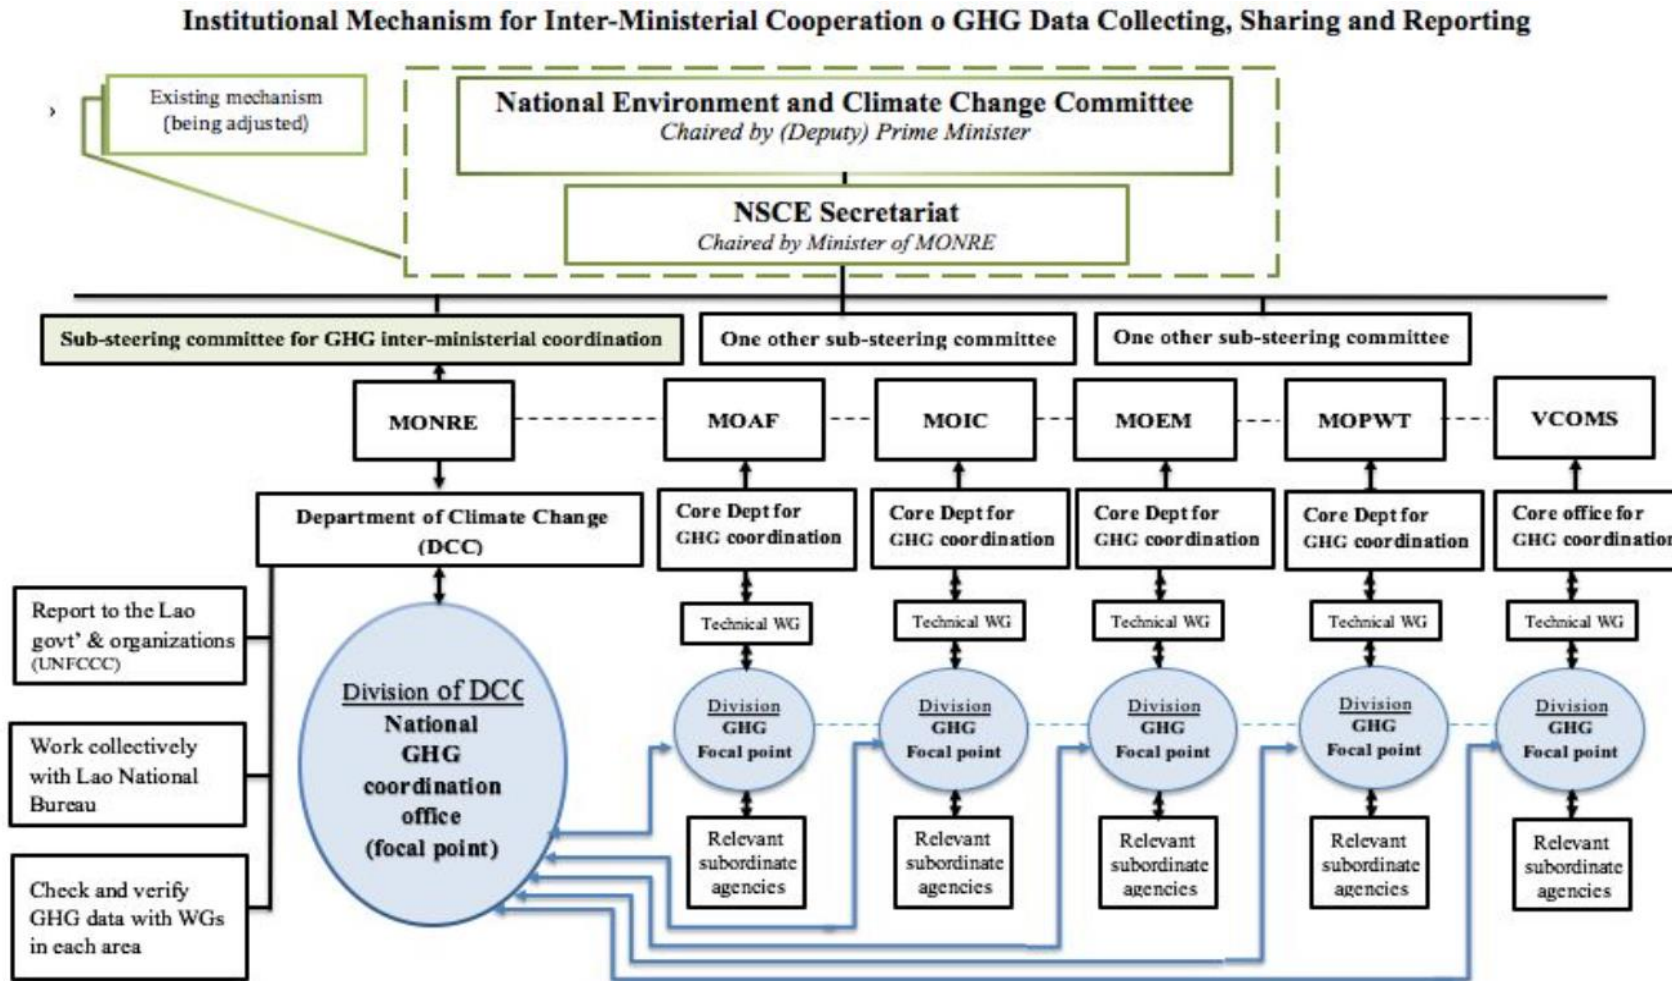 Institutional Mechanism for Inter-Ministerial Cooperation o GHG Data Collecting, Sharing and Reporting
Existing mechanism
(being adjusted)
National Environment and Climate Change Committee
Chaired by (Deputy) Prime Minister
NSCE Secretariat
Chaired by Minister of MONRE
Sub-steering committee for GHG inter-ministerial coordination
One other sub-steering committee
One other sub-steering committee
MONRE
MOAF
MOIC
MOEM
MOPWT
VCOMS
Department of Climate Change
(DCC)
Core Dept for
GHG coordination
Core Dept for
GHG coordination
Core Dept for
GHG coordination
Core Dept for
GHG coordination
Core office for
GHG coordination
Technical WG
Technical WG
Technical WG
Technical WG
Technical WG
Report to the Lao
govt' & organizations
(UNFCCC)
Work collectively
with Lao National
Bureau
Check and verify
GHG data with WGs
in each area
Division of DCC
National
GHG
coordination
office
(focal point)
Division
GHG
Focal point
Division
GHG
Focal point
Division
GHG
Focal point
Division
GHG
Focal point
Division
GHG
Focal point
Relevant
subordinate
agencies
Relevant
subordinate
agencies
Relevant
subordinate
agencies
Relevant
subordinate
agencies
Relevant
subordinate
agencies